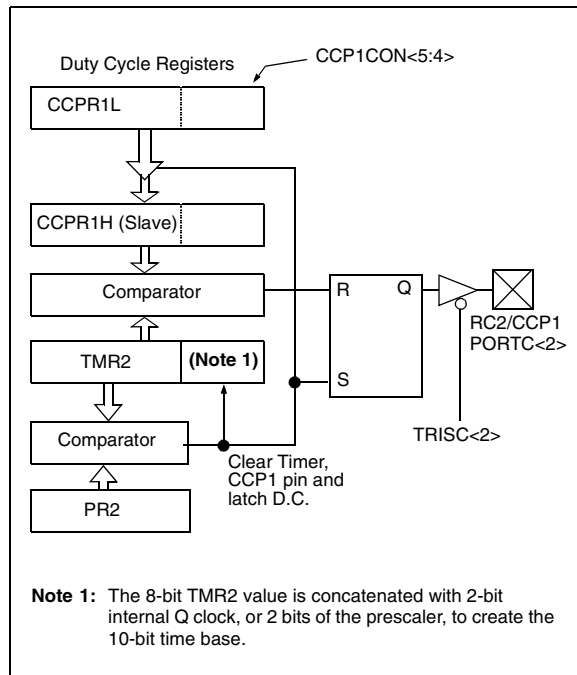 Duty Cycle Registers
CCP1CON<5:4>
CCPR1L
CCPR1H (Slave)
Comparator
R
Q
RC2/CCP1
PORTC<2>
TMR2
(Note 1)
S
TRISC<2>
Comparator
Clear Timer,
CCP1 pin and
latch D.C.
PR2
Note 1: The 8-bit TMR2 value is concatenated with 2-bit
internal Q clock, or 2 bits of the prescaler, to create the
10-bit time base.